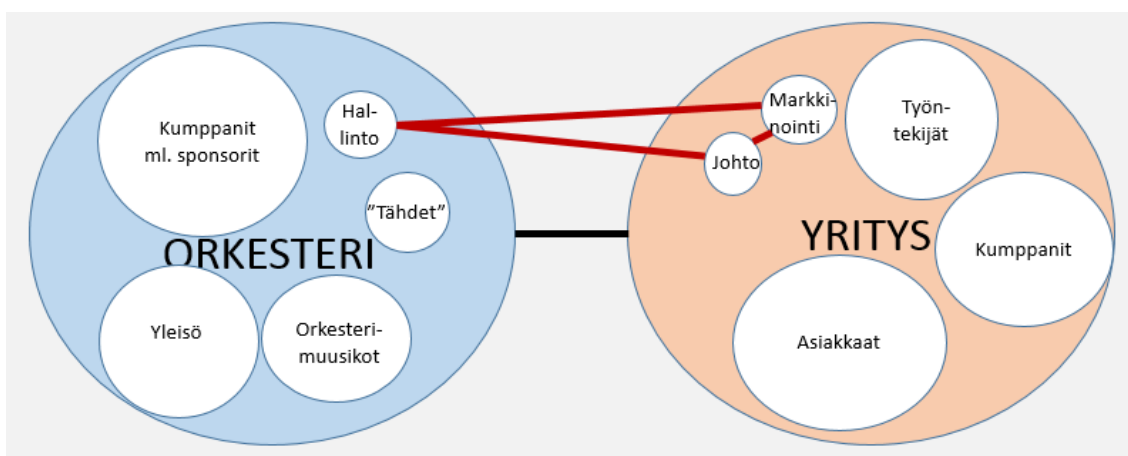 Kumppanit
ml. sponsorit
Hal-
linto
"Tähdet"
ORKESTERI
Yleisö
Orkesteri-
muusikot
Markki-
nointi
Johto
Työn-
tekijät
YRITYS
Kumppanit
Asiakkaat